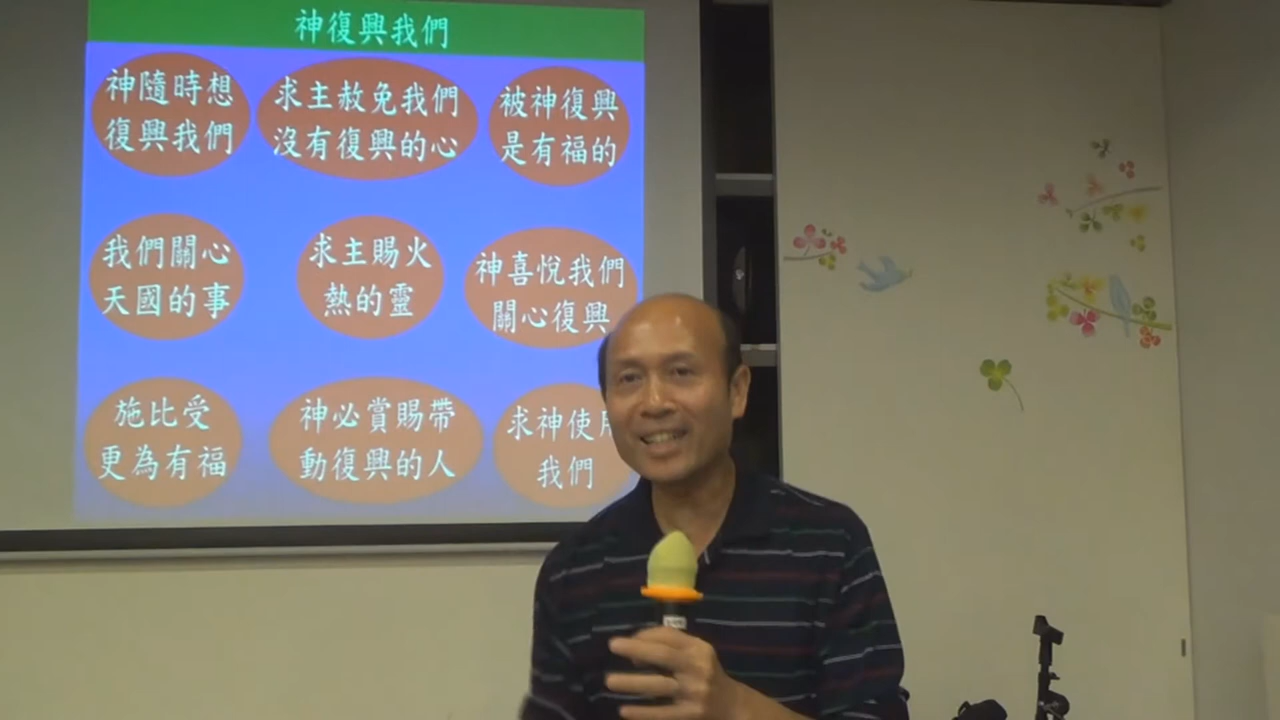 神復興我們
神隨時想
復興我們
求主赦免我們
沒有復興的心
被神復興
是有福的
我們關心
天國的事
求主賜火
熱的靈
神喜悅我們
關心復興
施比受
更為有福
神必賞賜帶
動復興的人
求神使用
我們